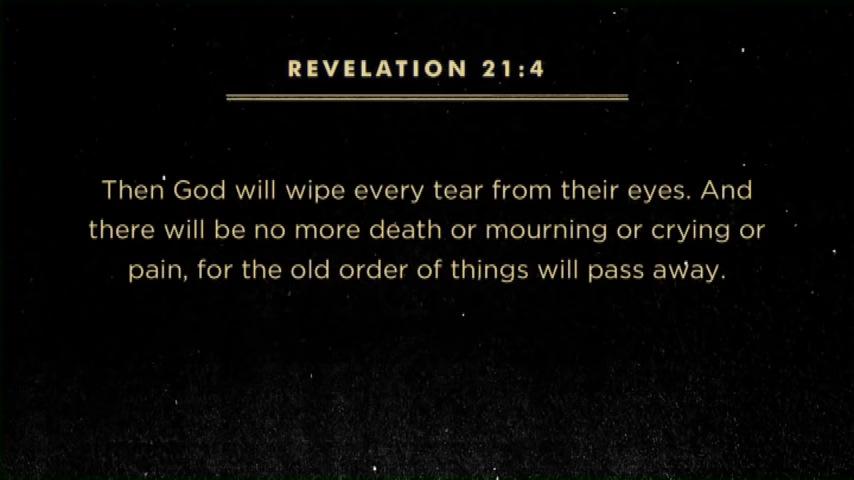 REVELATION 21:4
Then God will wipe every tear from their eyes. And
there will be no more death or mourning or crying or
pain, for the old order of things will pass away.